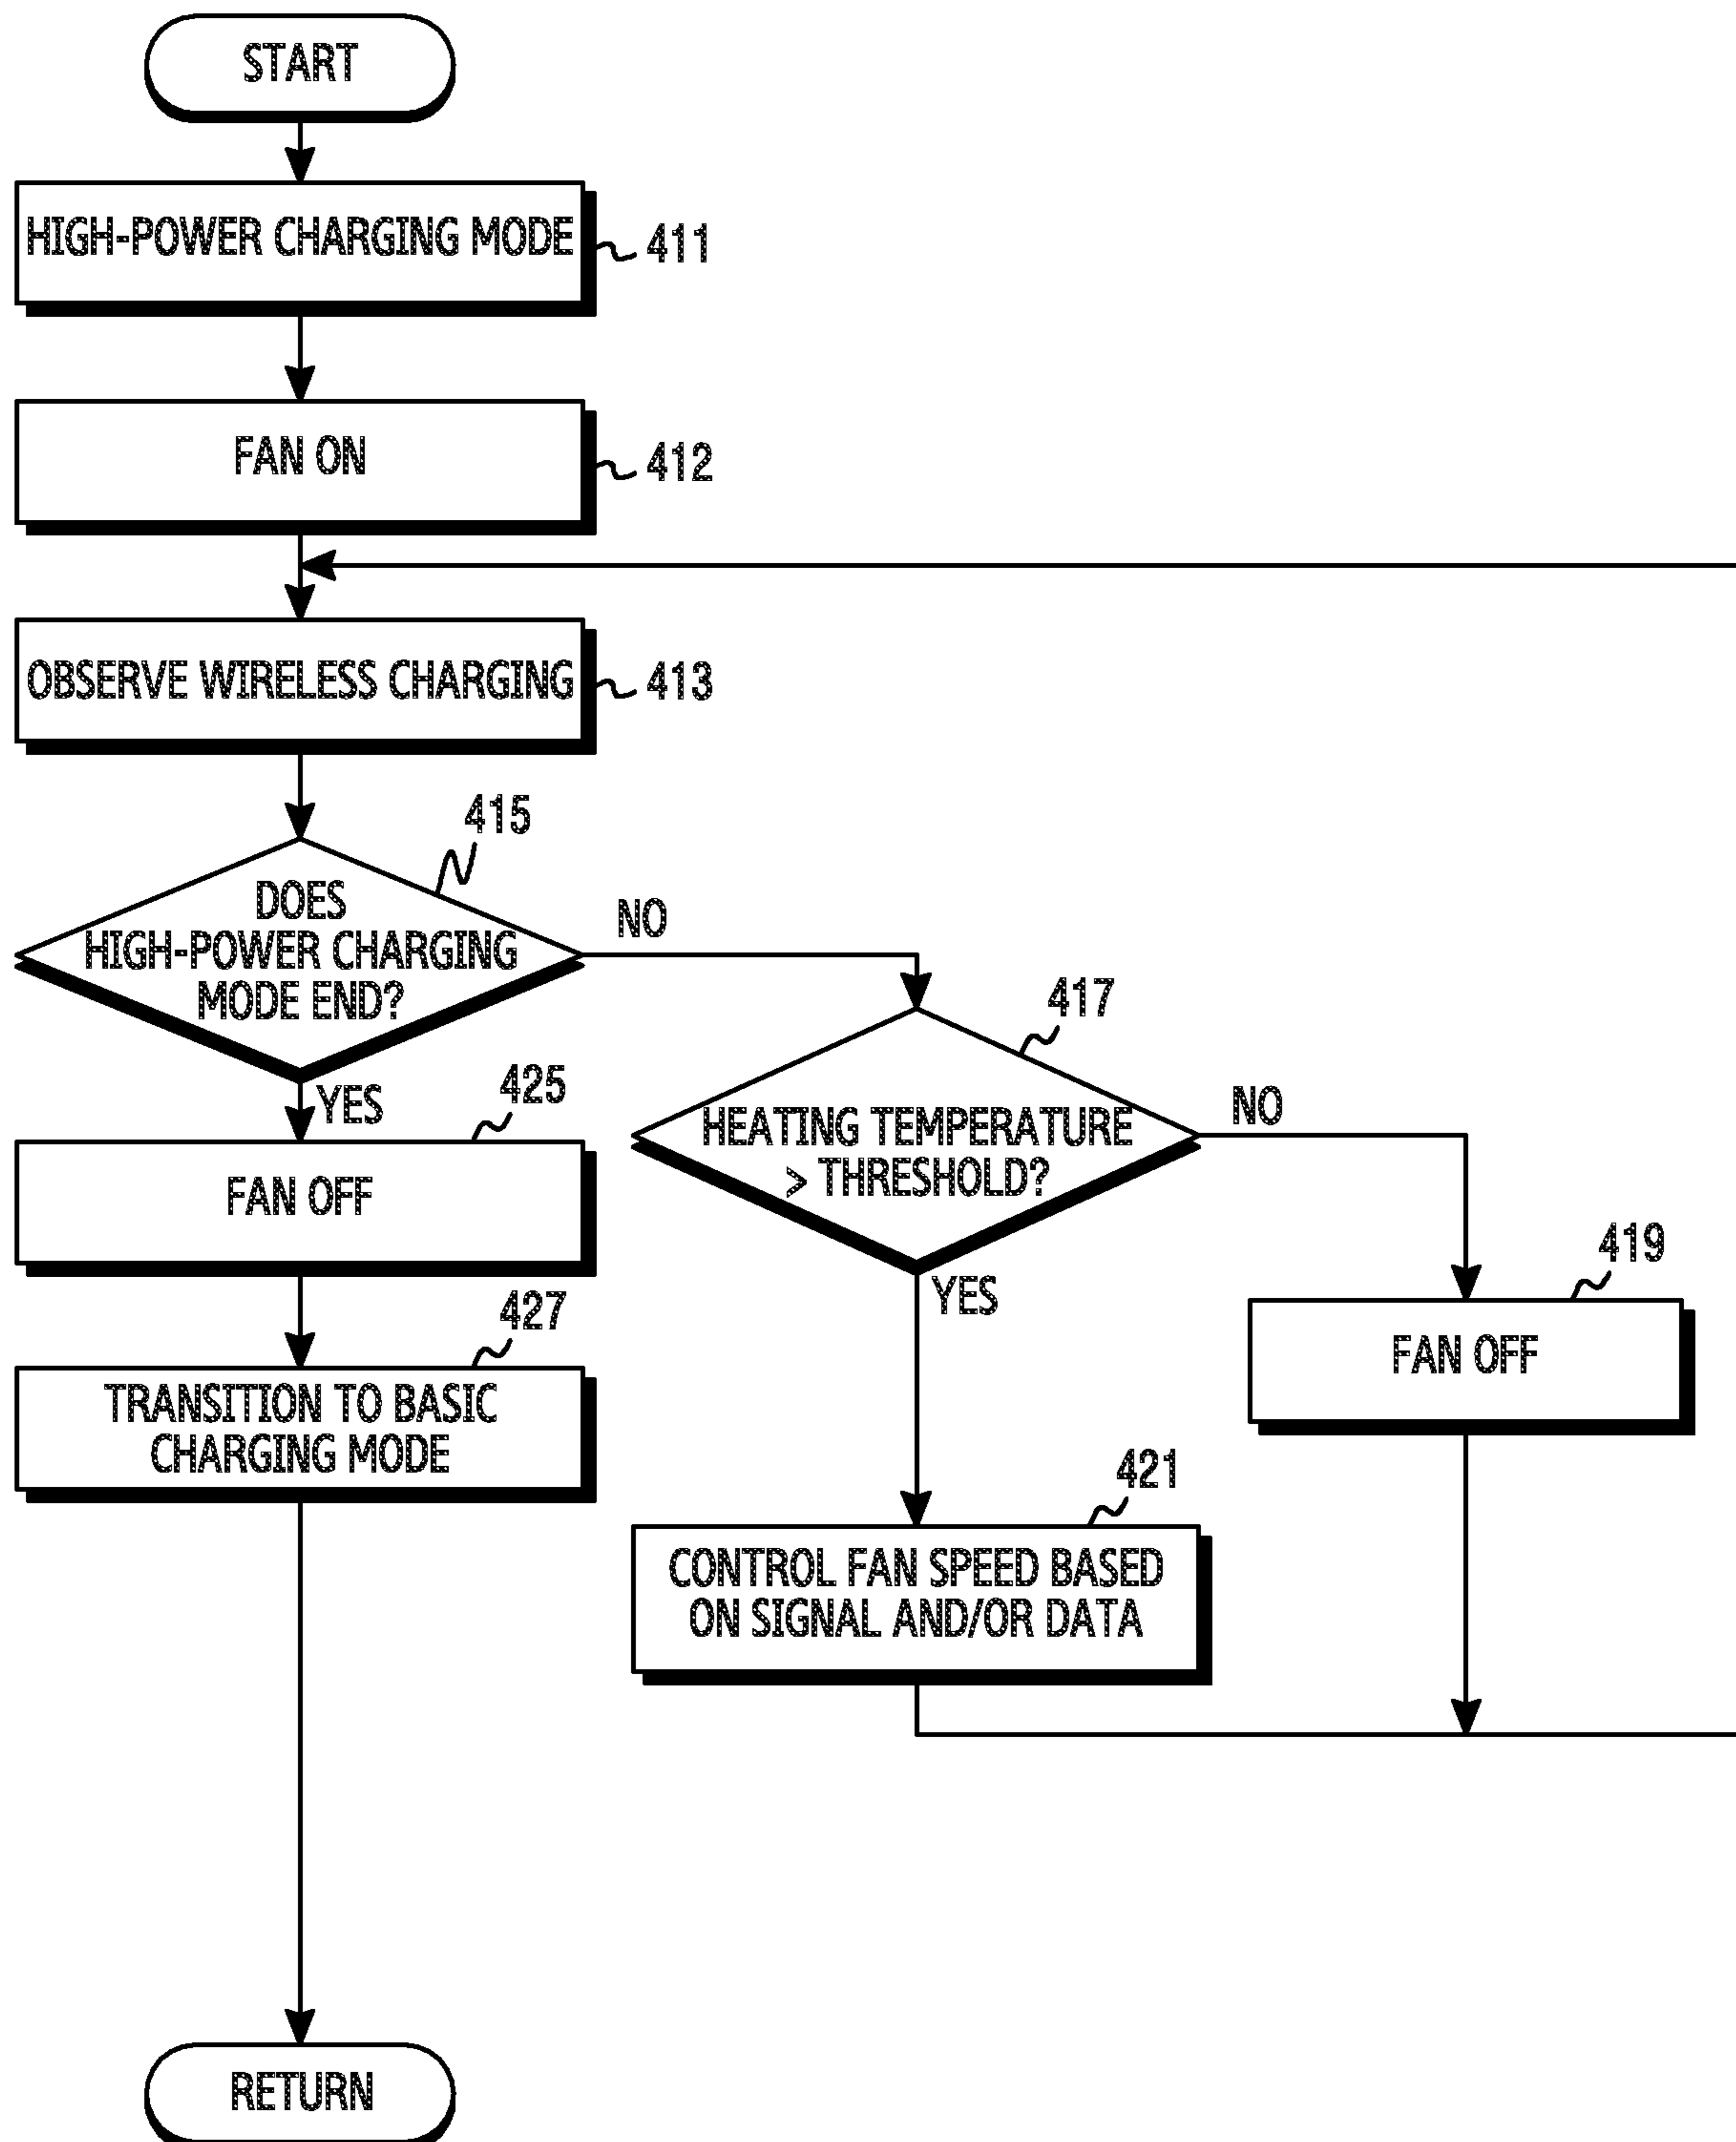 START
HIGH-POWER CHARGING MODE
411
FAN ON
412
OBSERVE WIRELESS CHARGING
413
415
DOES
HIGH-POWER CHARGING
MODE END?
NO
YES
417
HEATING TEMPERATURE
> THRESHOLD?
NO
YES
425
FAN OFF
419
FAN OFF
427
TRANSITION TO BASIC
CHARGING MODE
421
CONTROL FAN SPEED BASED
ON SIGNAL AND/OR DATA
RETURN